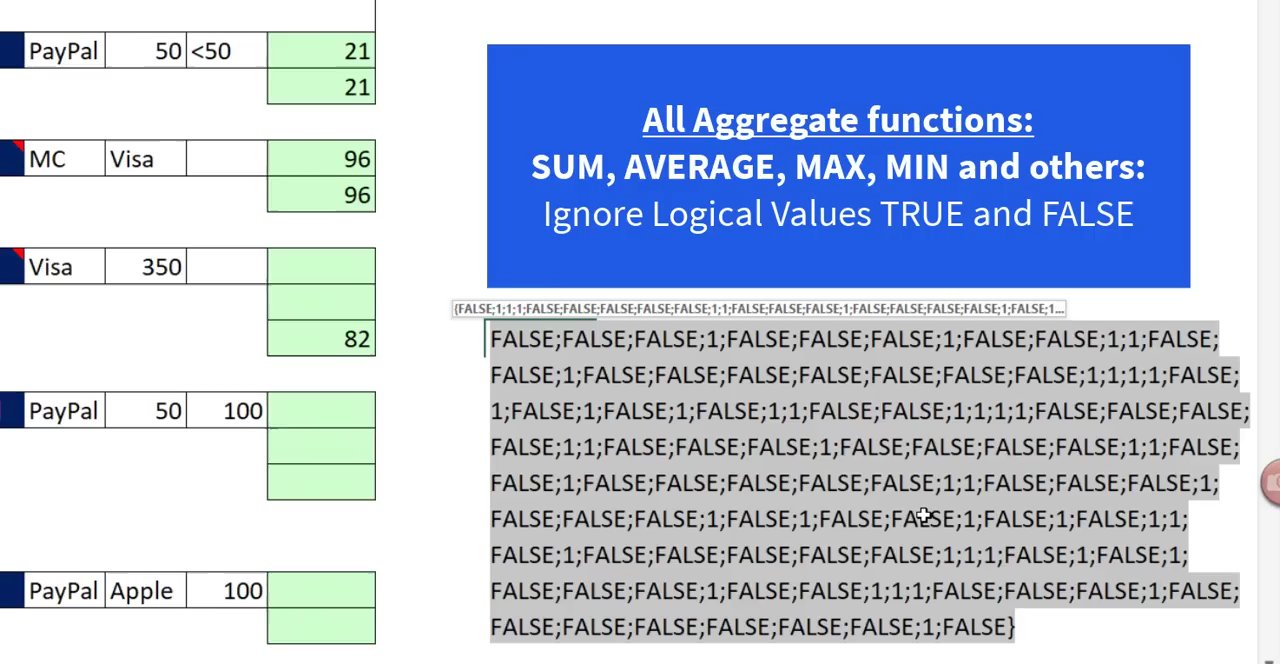 PayPal 50 <50 21
21
MC Visa 96
96
Visa 350
82
PayPal 50 100
PayPal Apple 100
All Aggregate functions:
SUM, AVERAGE, MAX, MIN and others:
Ignore Logical Values TRUE and FALSE
{FALSE;1;1;1;FALSE;FALSE;FALSE;FALSE;FALSE;1;1;FALSE;FALSE;FALSE;1;FALSE;FALSE;FALSE;FALSE;1;FALSE;1...
FALSE;FALSE;FALSE;1;FALSE;FALSE;FALSE;1;FALSE;FALSE;1;1;FALSE;
FALSE;1;FALSE;FALSE;FALSE;FALSE;FALSE;FALSE;1;1;1;1;FALSE;
1;FALSE;1;FALSE;1;FALSE;1;1;FALSE;FALSE;1;1;1;1;FALSE;FALSE;FALSE;
FALSE;1;1;FALSE;FALSE;FALSE;1;FALSE;FALSE;FALSE;FALSE;1;1;FALSE;
FALSE;1;FALSE;FALSE;FALSE;FALSE;FALSE;1;1;FALSE;FALSE;FALSE;1;
FALSE;FALSE;FALSE;1;FALSE;1;FALSE;FALSE;1;FALSE;1;FALSE;1;1;
FALSE;1;FALSE;FALSE;FALSE;FALSE;FALSE;1;1;1;FALSE;1;FALSE;1;
FALSE;FALSE;FALSE;1;FALSE;FALSE;1;1;1;FALSE;FALSE;FALSE;1;FALSE;
FALSE;FALSE;FALSE;FALSE;FALSE;FALSE;1;FALSE}